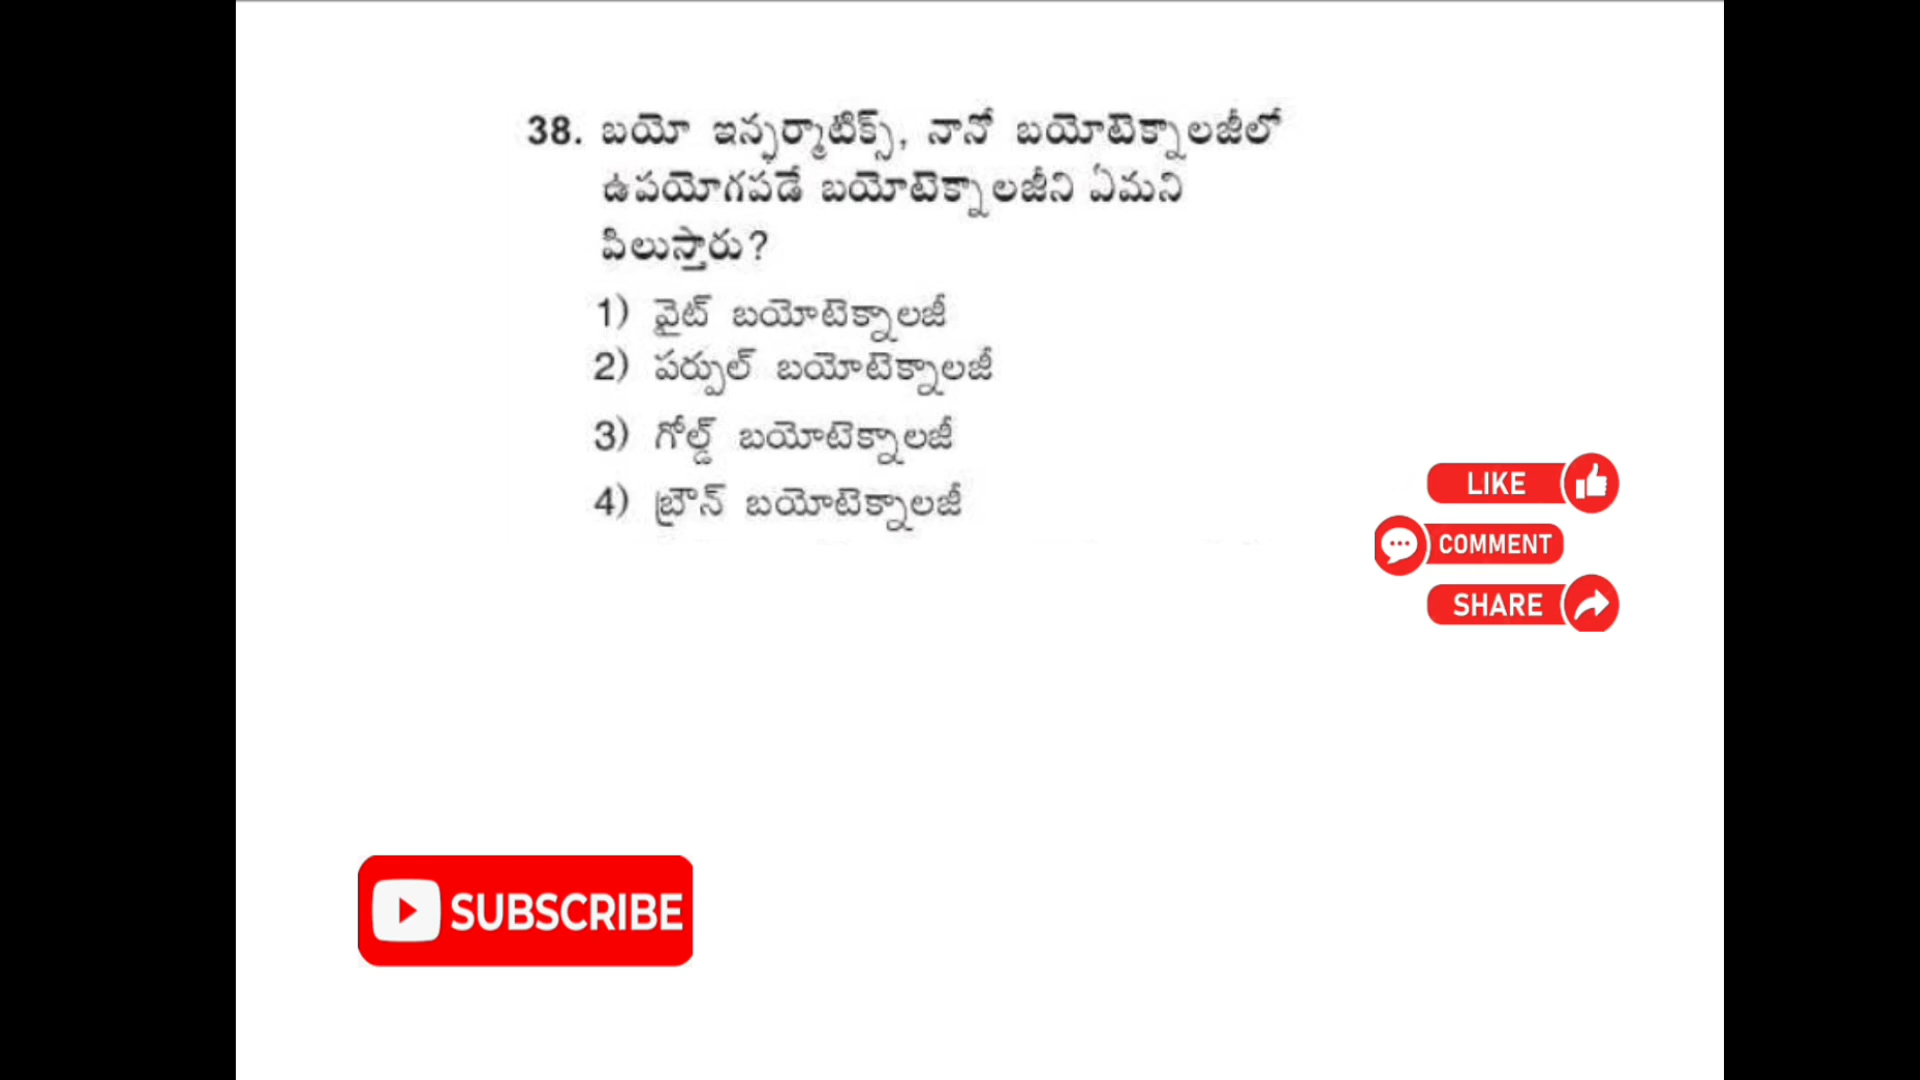 38. బయో ఇన్ఫర్మాటిక్స్, నానో బయోటెక్నాలజీలో
ఉపయోగపడే బయోటెక్నాలజీని ఏమని
పిలుస్తారు?
1) వైట్ బయోటెక్నాలజీ
2) పర్పుల్ బయోటెక్నాలజీ
3) గోల్డ్ బయోటెక్నాలజీ
4) బ్రౌన్ బయోటెక్నాలజీ
LIKE
COMMENT
SHARE
SUBSCRIBE